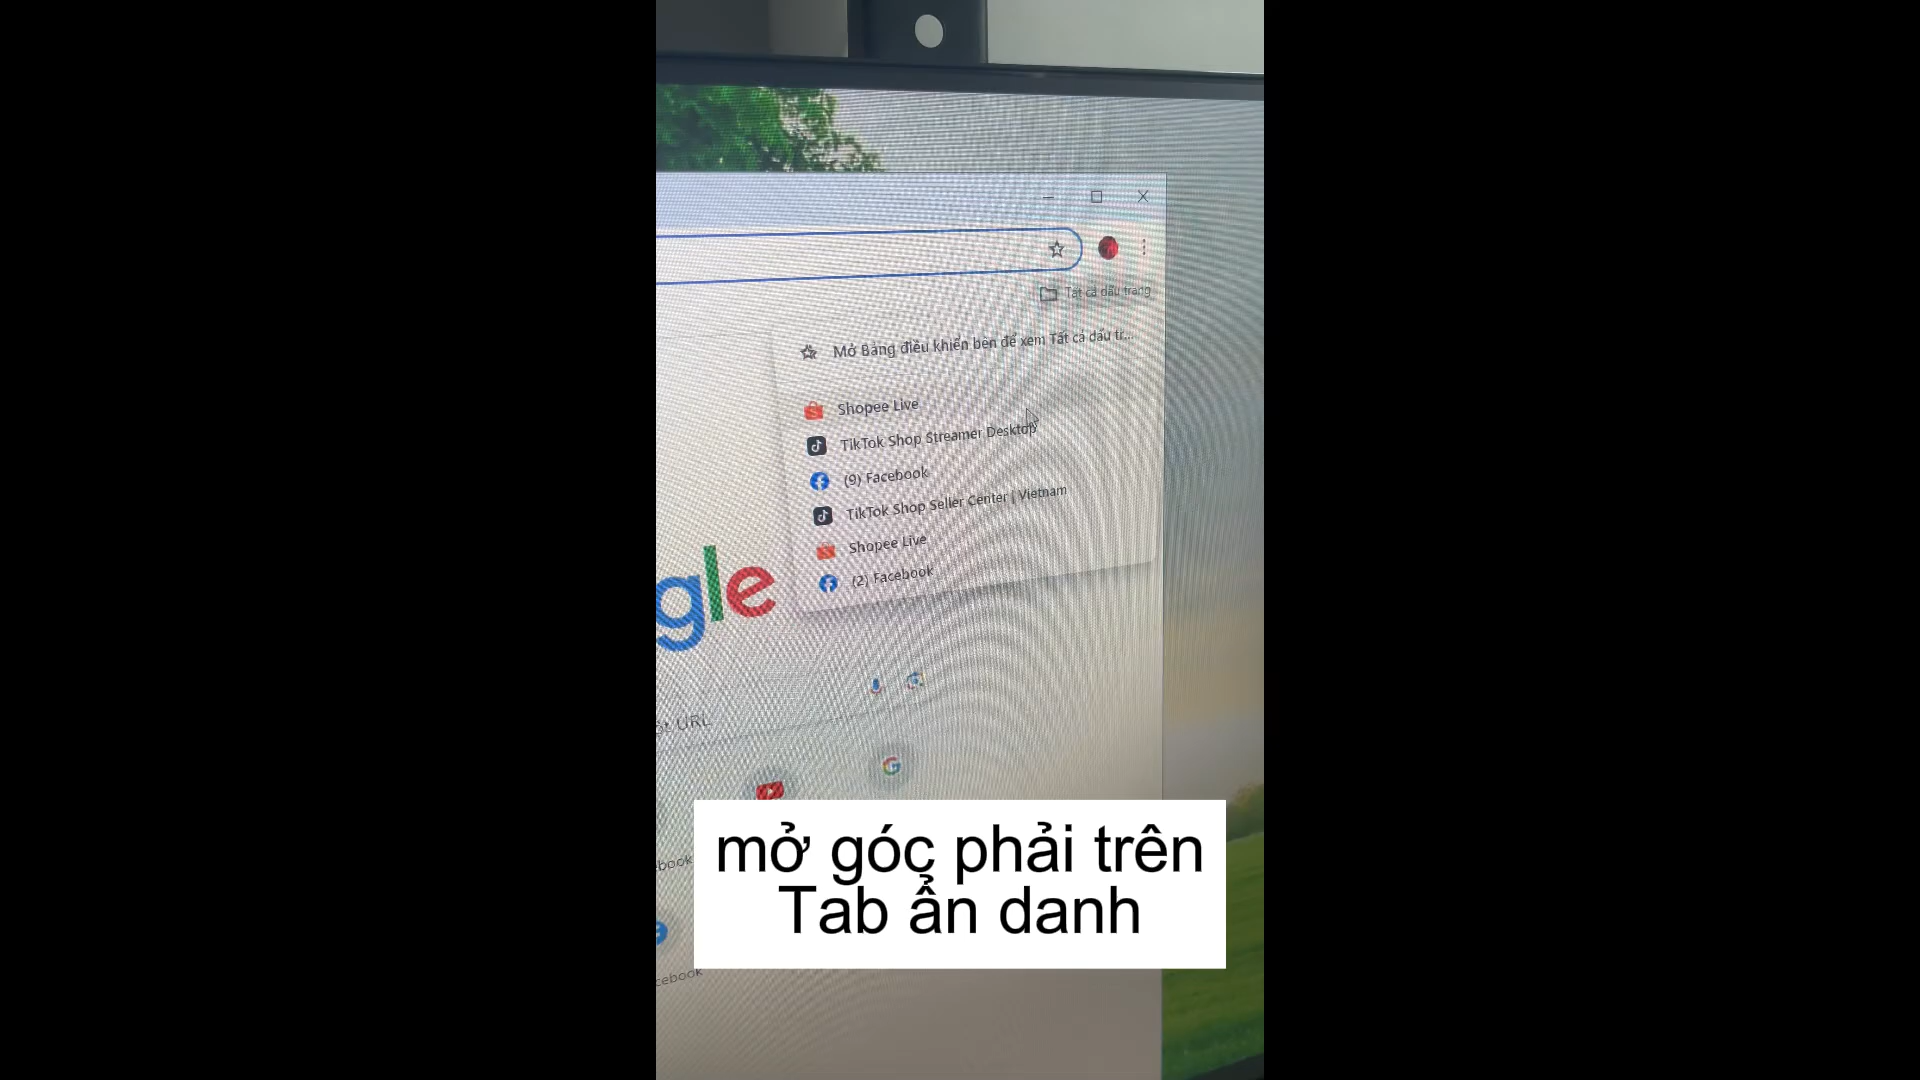 Tất cả dấu trang
Mở Bảng điều khiển bên để xem Tất cả dấu tr...
Shopee Live
TikTok Shop Streamer Desktop
(9) Facebook
TikTok Shop Seller Center | Vietnam
Shopee Live
(2) Facebook
gle
URL
book
cebook
mở góc phải trên
Tab ẩn danh